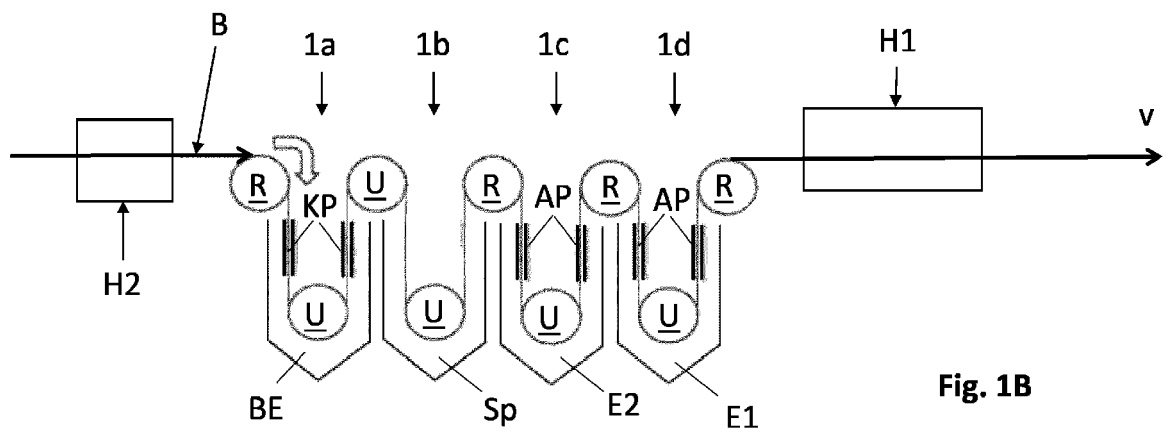 B 1a 1b 1c 1d H1
v
R U R R R
KP AP AP
H2
U U U U
BE Sp E2 E1
Fig. 1B